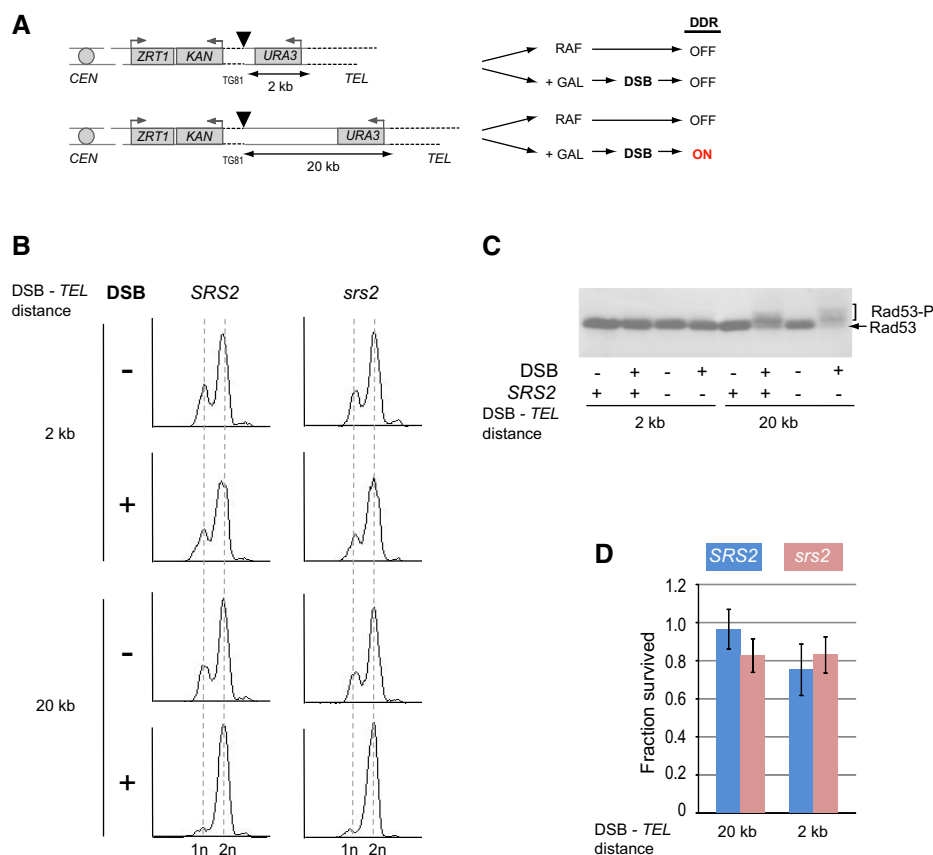 A
DDR
ZRT1 KAN URA3
CEN TG81 2 kb TEL
RAF OFF
+ GAL DSB OFF
ZRT1 KAN URA3
CEN TG81 20 kb TEL
RAF OFF
+ GAL DSB ON
B
DSB - TEL distance DSB SRS2 srs2
-
2 kb
+
-
20 kb
+
1n 2n 1n 2n
C
Rad53-P
Rad53
DSB - + - + - + - +
SRS2 + + - - + + - -
DSB - TEL distance 2 kb 20 kb
D
SRS2 srs2
Fraction survived
1.2
1.0
0.8
0.6
0.4
0.2
0
DSB - TEL distance 20 kb 2 kb